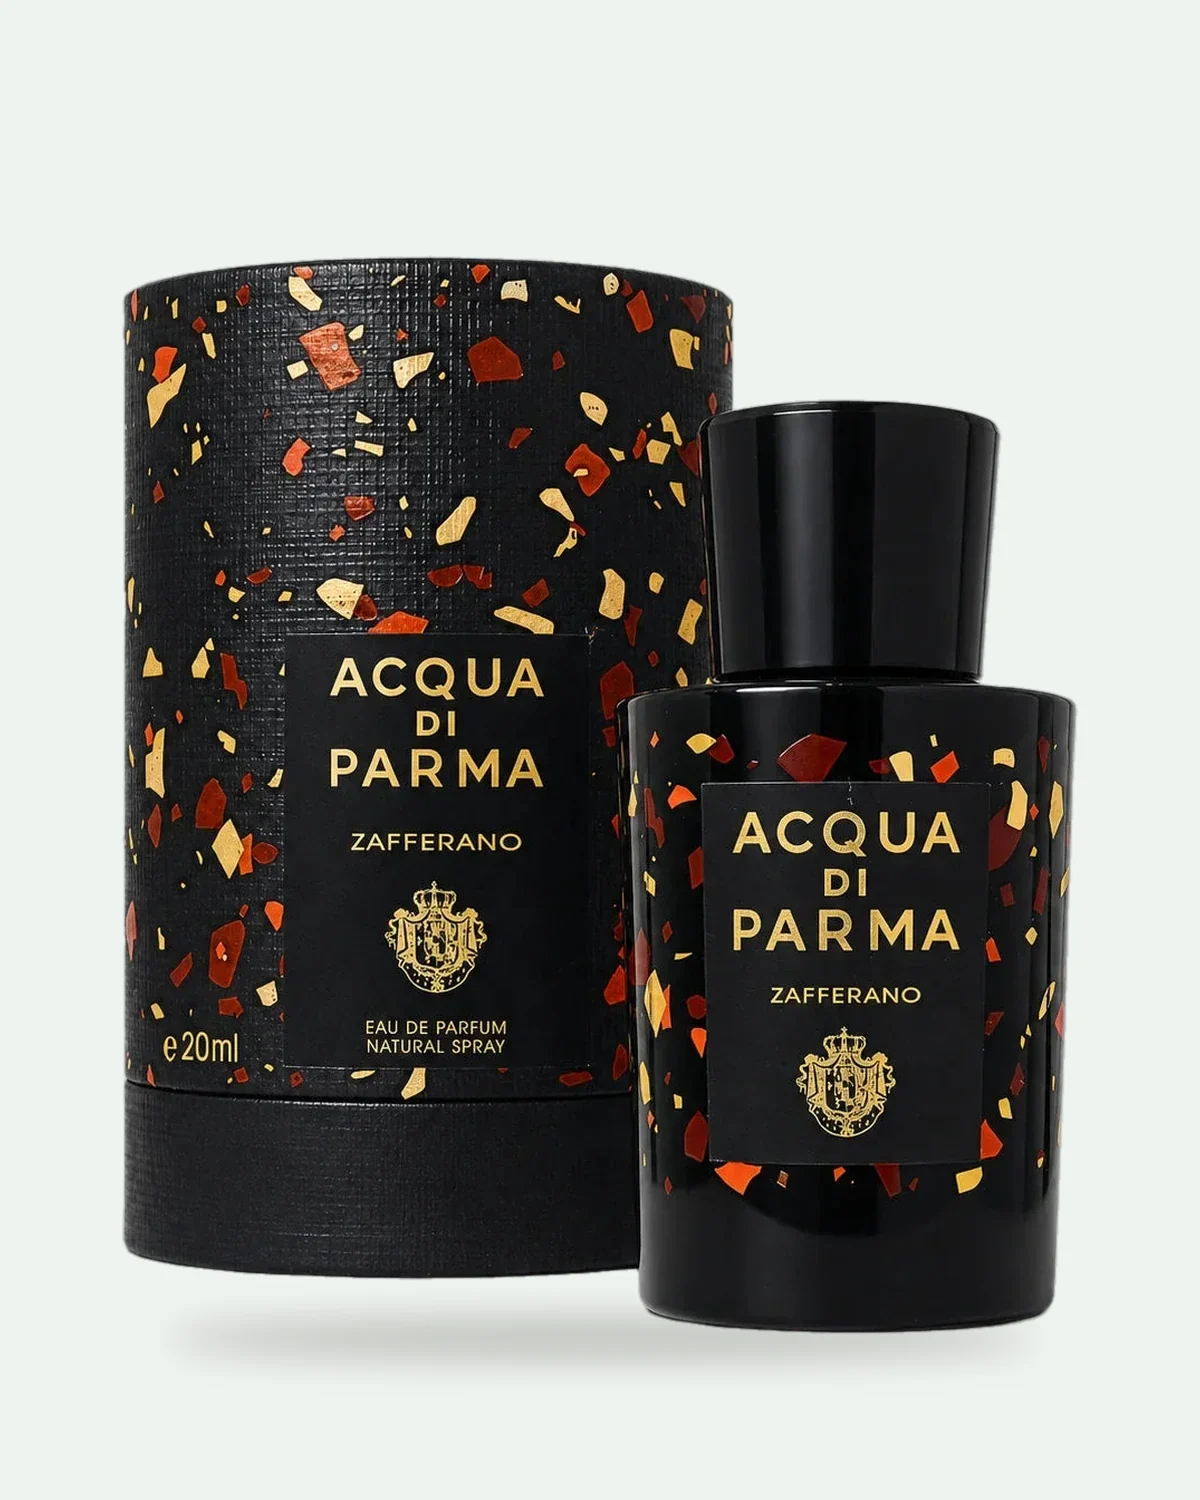 ACQUA
DI
PARMA
ZAFFERANO
EAU DE PARFUM
NATURAL SPRAY
e 20ml
ACQUA
DI
PARMA
ZAFFERANO